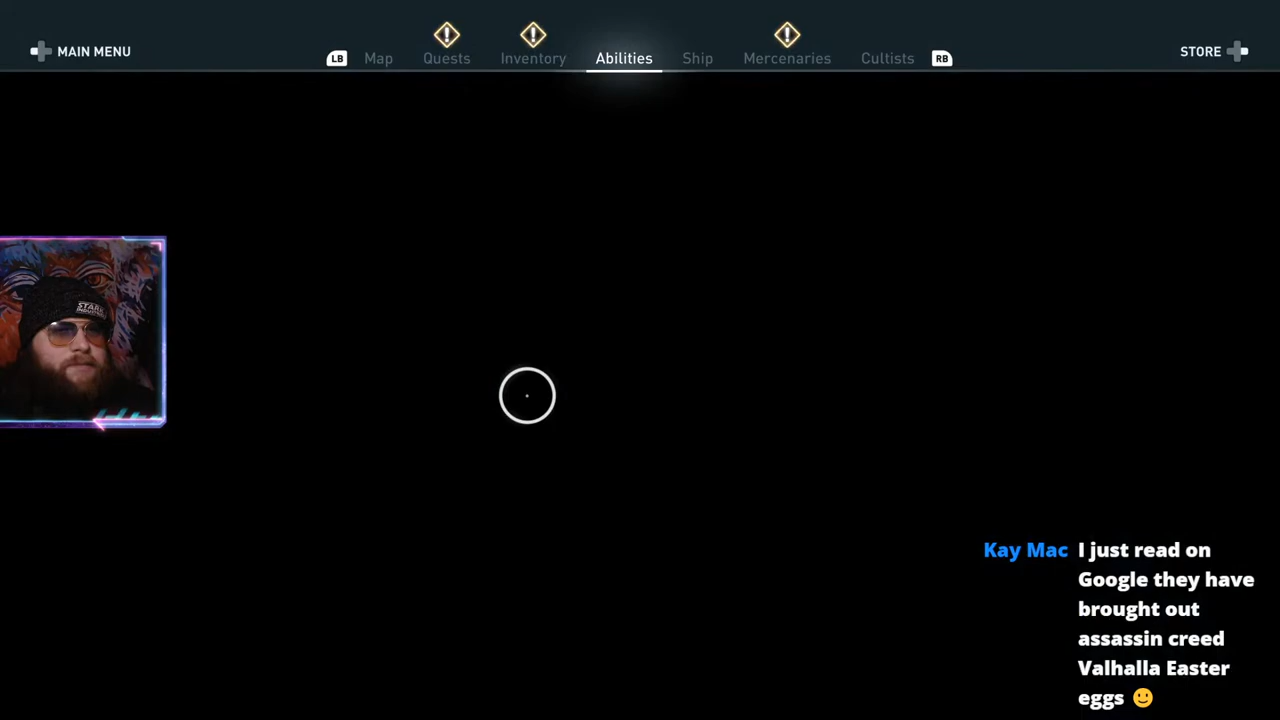 MAIN MENU
LB Map Quests Inventory Abilities Ship Mercenaries Cultists RB
STORE
STARK
Kay Mac I just read on
Google they have
brought out
assassin creed
Valhalla Easter
eggs 🙂